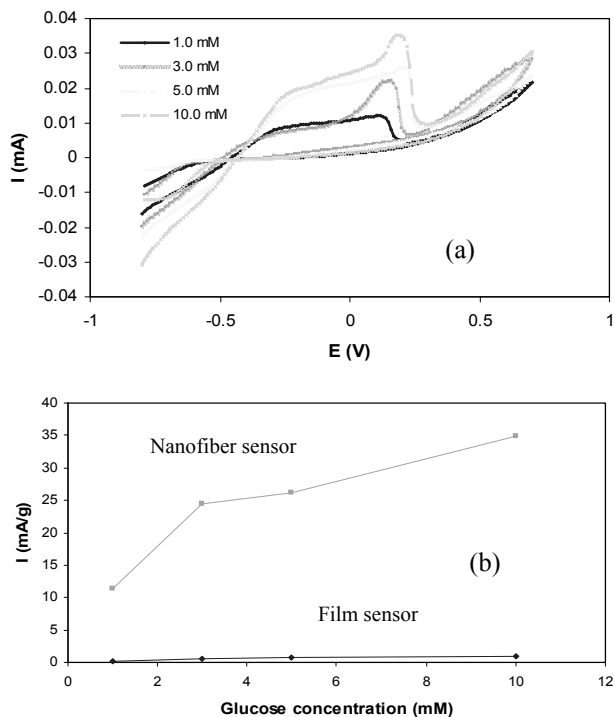 0.04
0.03
0.02
0.01
0
-0.01
-0.02
-0.03
-0.04
I (mA)
1.0 mM
3.0 mM
5.0 mM
10.0 mM
(a)
-1 -0.5 0 0.5 1
E (V)
40
35
30
25
20
15
10
5
0
I (mA/g)
Nanofiber sensor
(b)
Film sensor
0 2 4 6 8 10 12
Glucose concentration (mM)